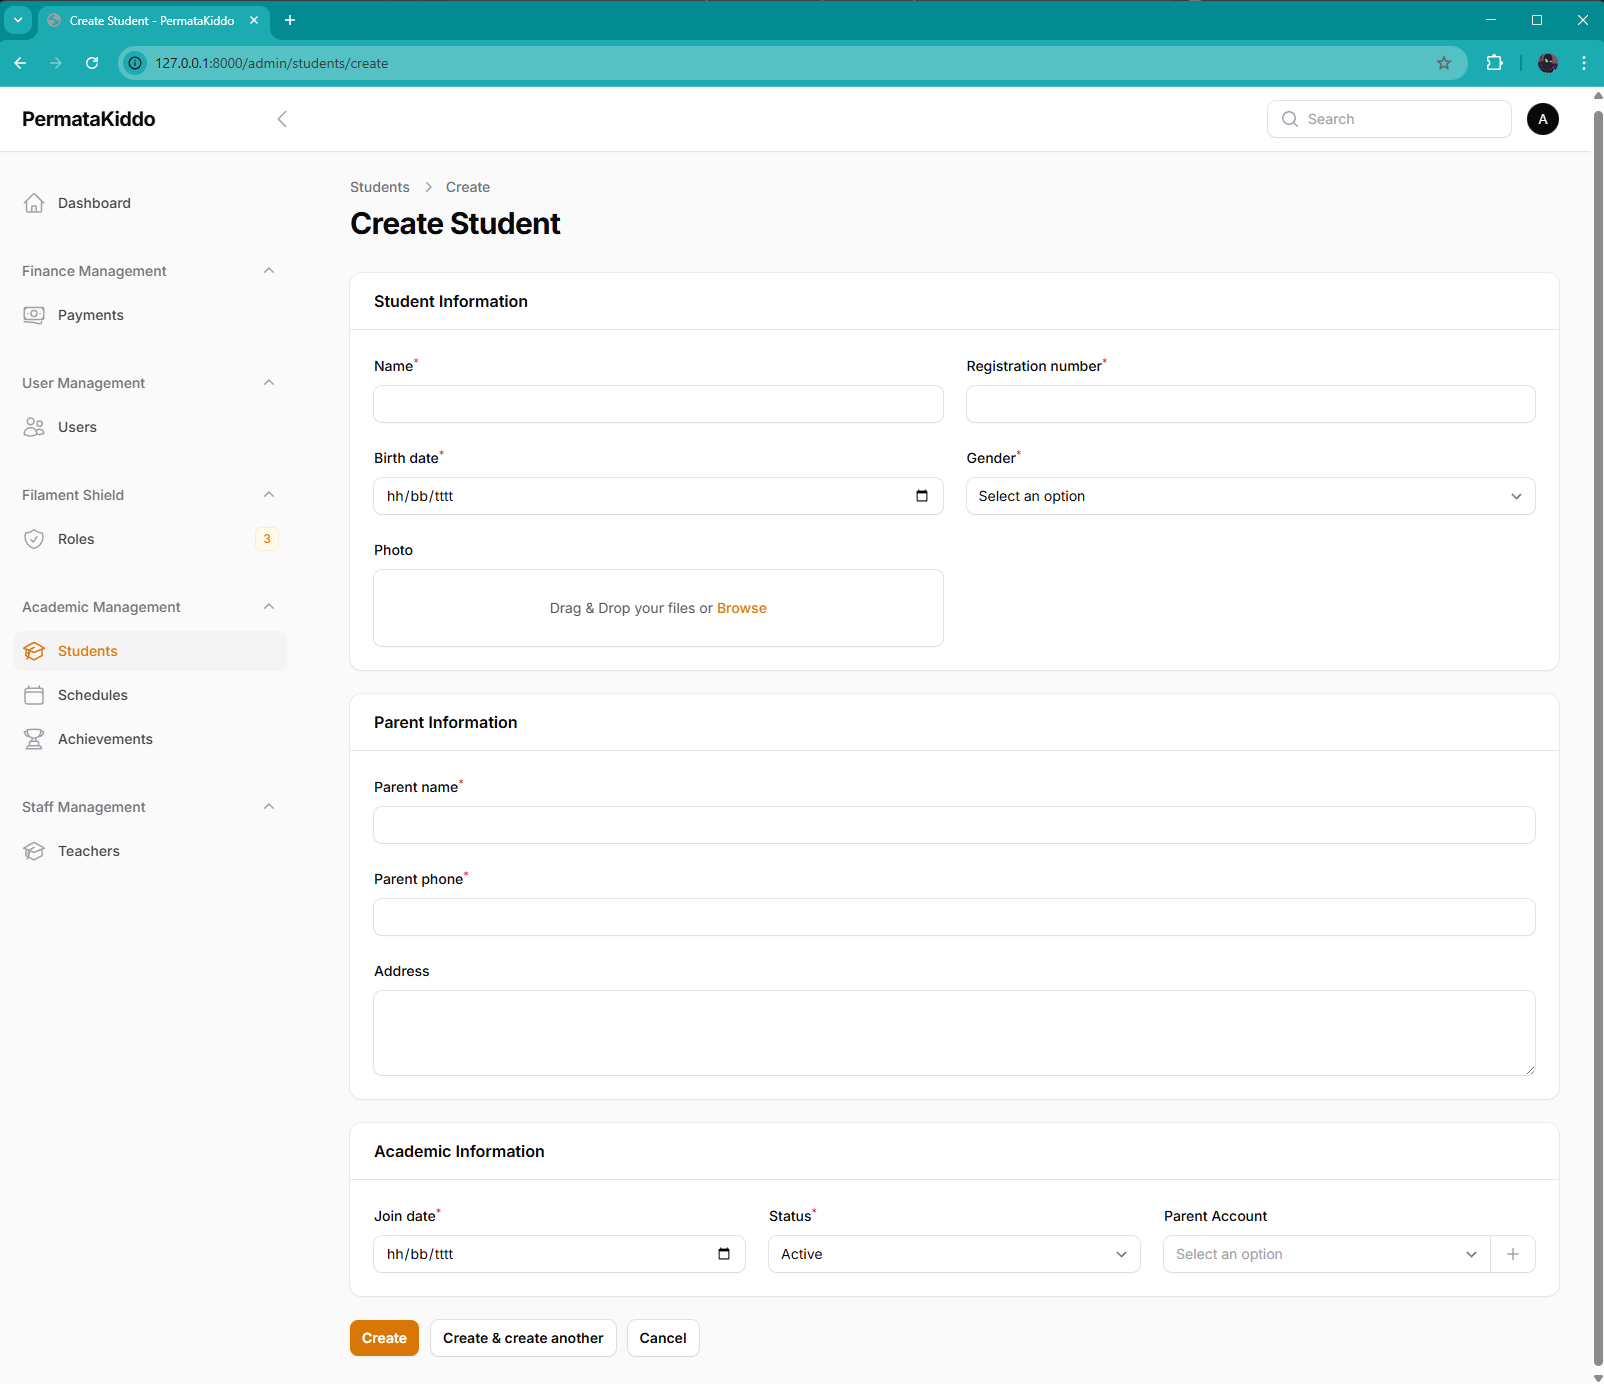 Create Student - PermataKiddo
127.0.0.1:8000/admin/students/create
PermataKiddo
Search
A
Dashboard
Finance Management
Payments
User Management
Users
Filament Shield
Roles
3
Academic Management
Students
Schedules
Achievements
Staff Management
Teachers
Students > Create
Create Student
Student Information
Name*
Registration number*
Birth date*
Gender*
hh/bb/tttt
Select an option
Photo
Drag & Drop your files or Browse
Parent Information
Parent name*
Parent phone*
Address
Academic Information
Join date*
Status*
Parent Account
hh/bb/tttt
Active
Select an option
Create
Create & create another
Cancel